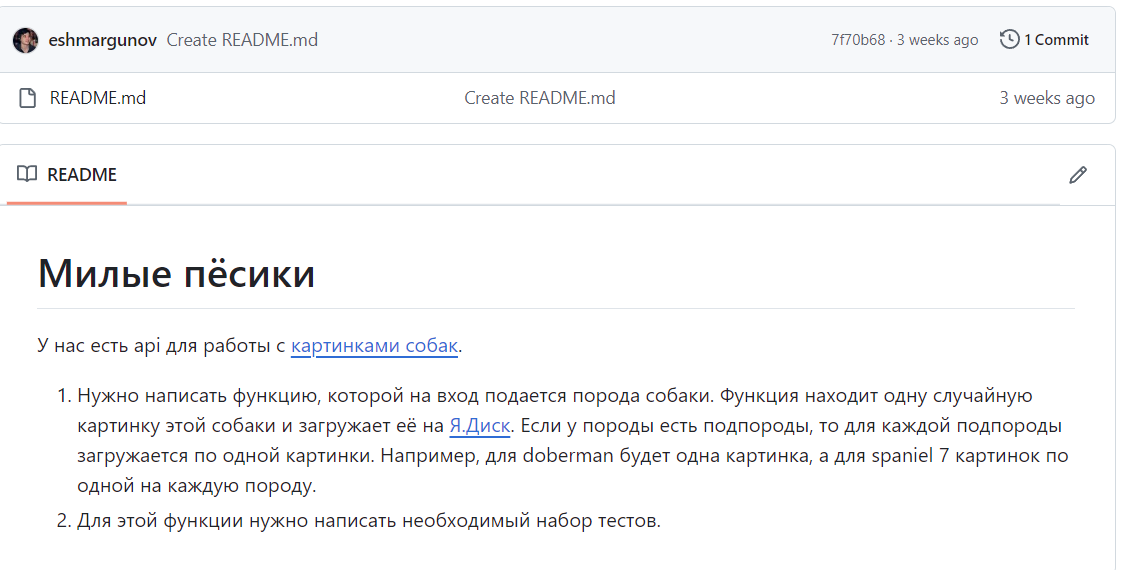 eshmargunov Create README.md 7f70b68 · 3 weeks ago 1 Commit
README.md Create README.md 3 weeks ago
README
Милые пёсики
У нас есть api для работы с картинками собак.
1. Нужно написать функцию, которой на вход подается порода собаки. Функция находит одну случайную
картинку этой собаки и загружает её на Я.Диск. Если у породы есть подпороды, то для каждой подпороды
загружается по одной картинки. Например, для doberman будет одна картинка, а для spaniel 7 картинок по
одной на каждую породу.
2. Для этой функции нужно написать необходимый набор тестов.